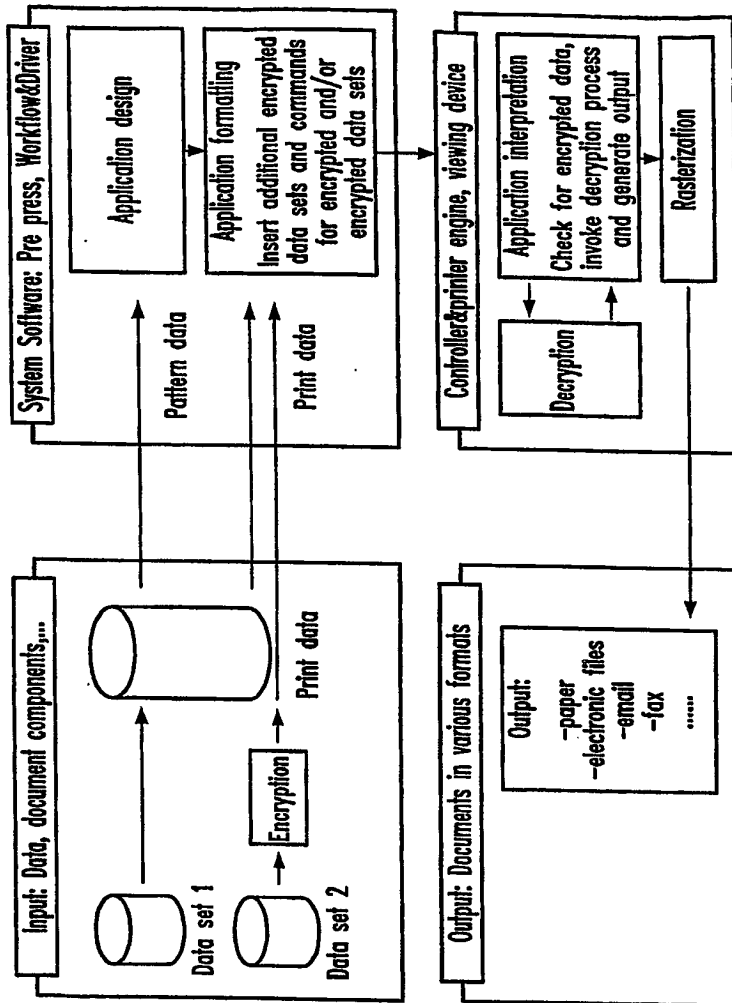 Input: Data, document components,...
Data set 1
Data set 2
Encryption
Print data
System Software: Pre press, Workflow&Driver
Pattern data
Print data
Application design
Application formatting
Insert additional encrypted
data sets and commands
for encrypted and/or
encrypted data sets
Output: Documents in various formats
Output:
-paper
-electronic files
-email
-fax
......
Controller&printer engine, viewing device
Decryption
Application interpretation
Check for encrypted data,
invoke decryption process
and generate output
Rasterization